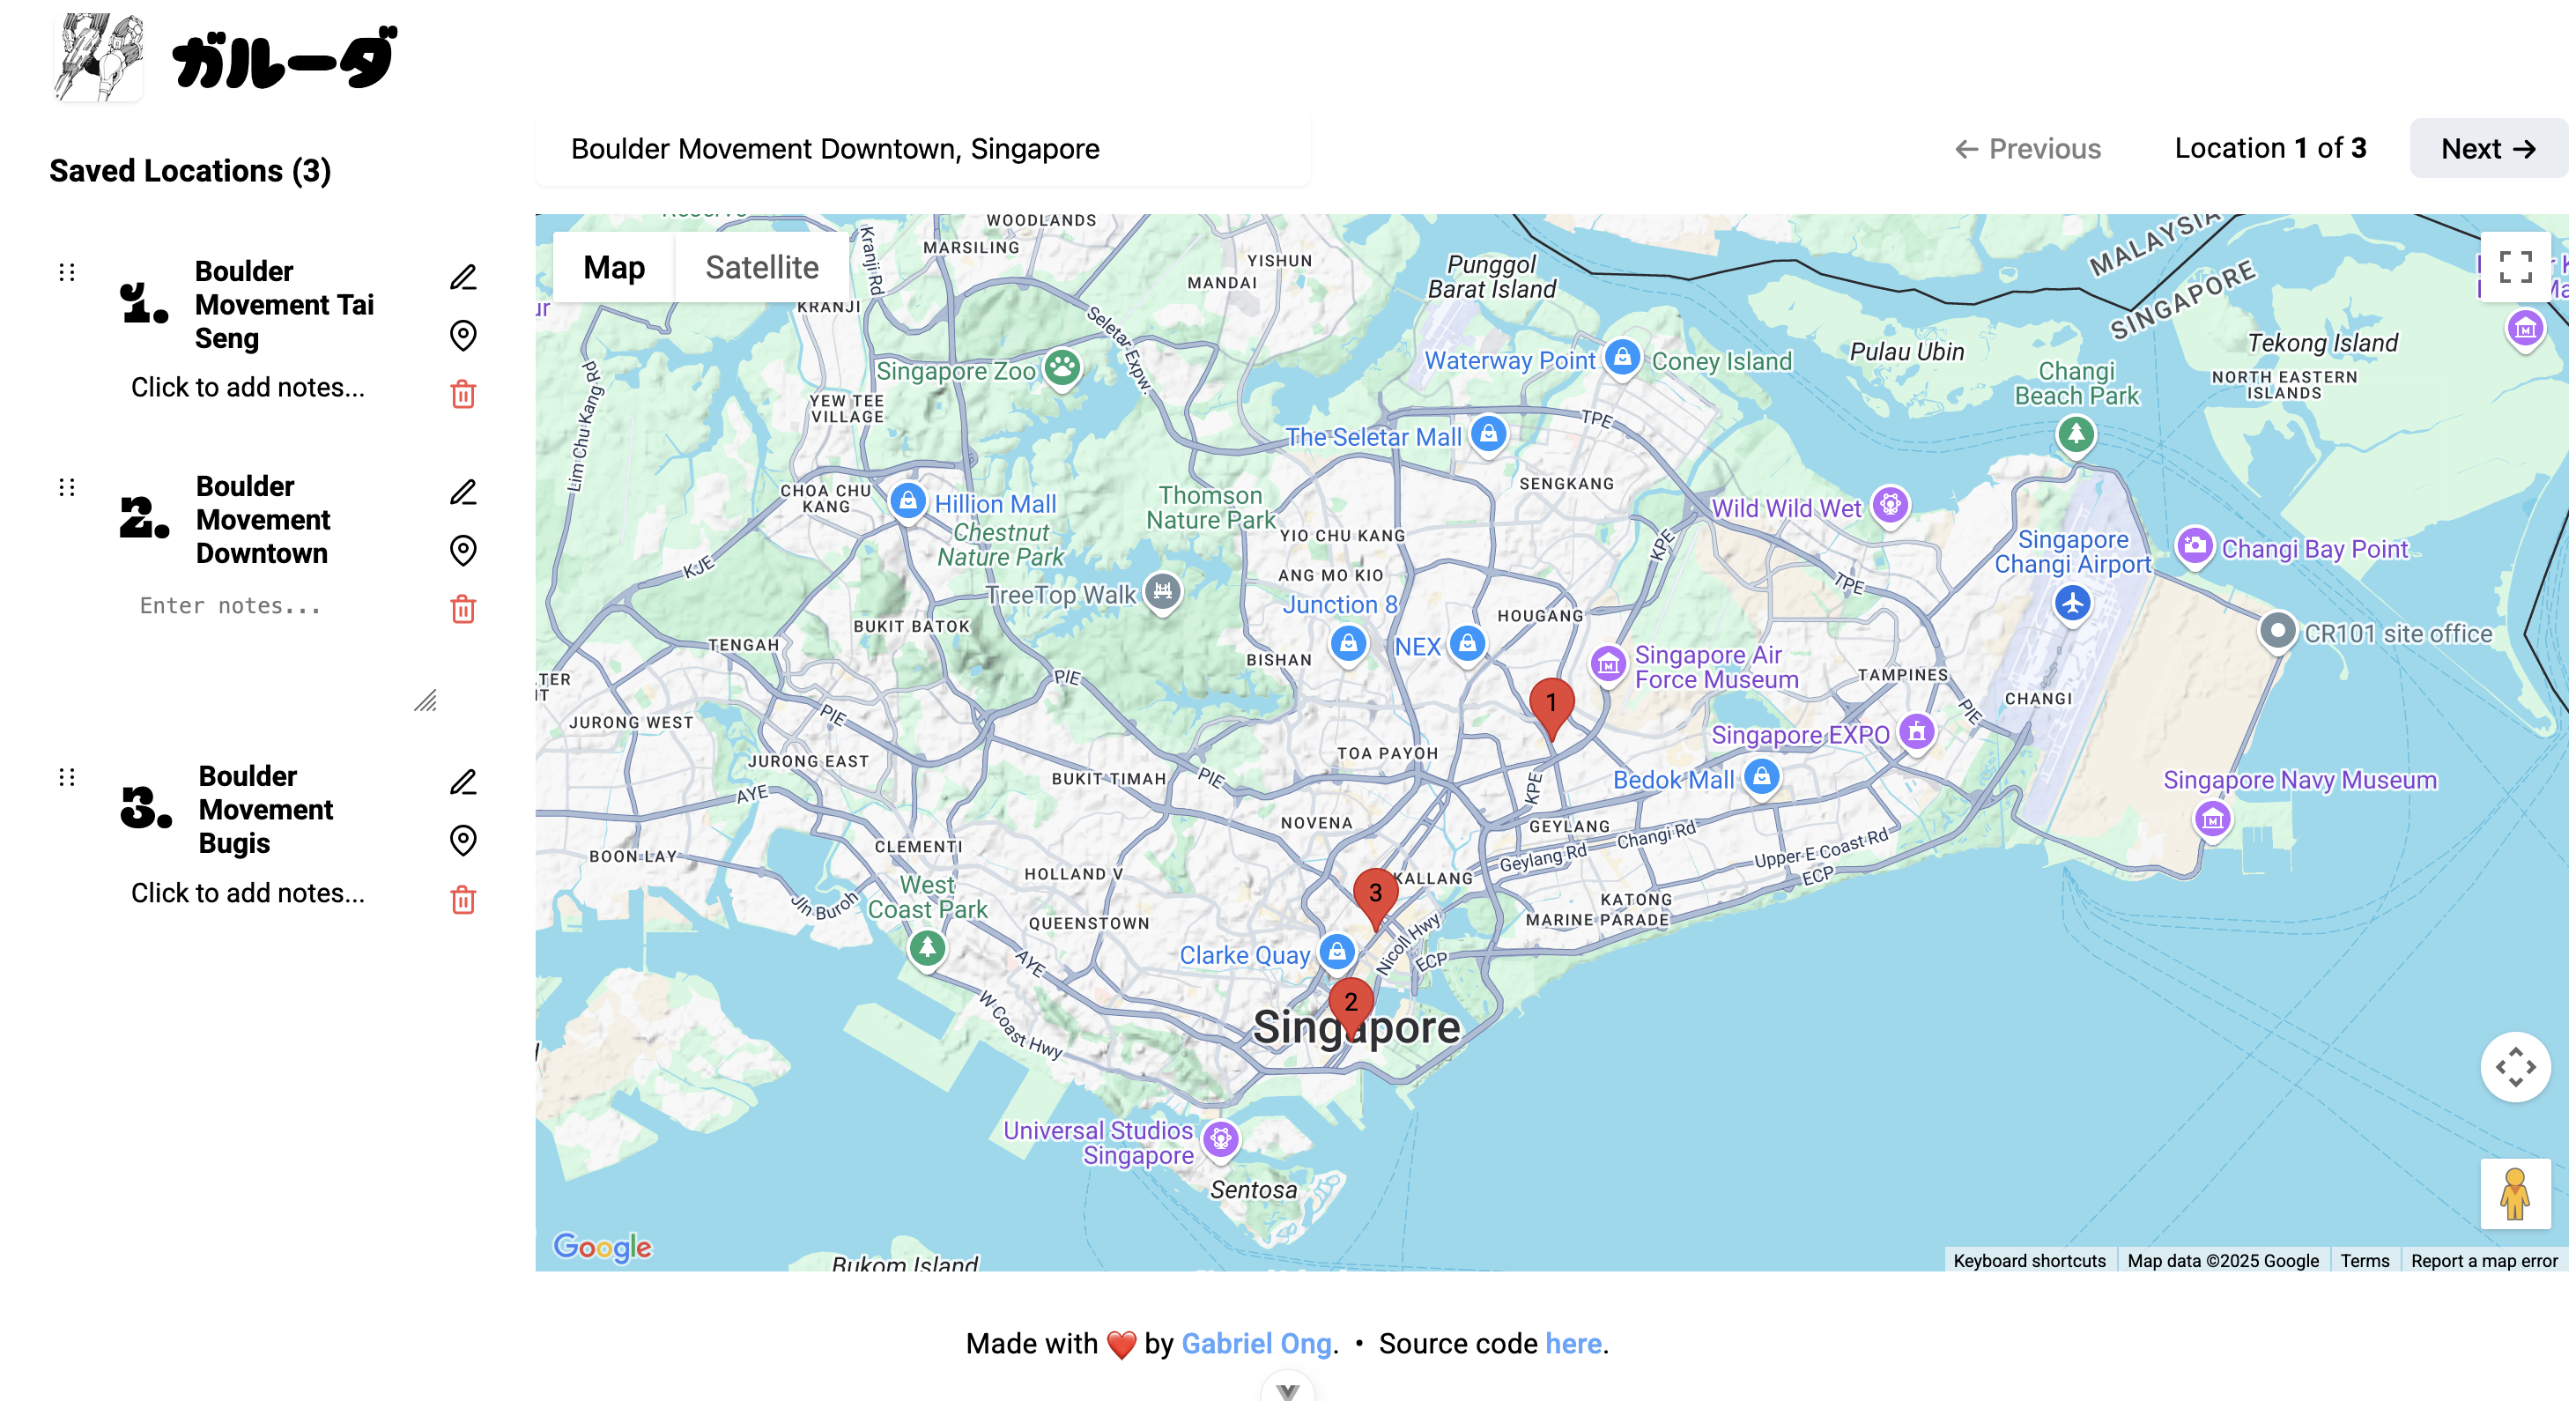 ガルーダ
Saved Locations (3)
1.
Boulder
Movement Tai
Seng
Click to add notes...
2.
Boulder
Movement
Downtown
Enter notes...
3.
Boulder
Movement
Bugis
Click to add notes...
Boulder Movement Downtown, Singapore
← Previous
Location 1 of 3
Next →
Map
Satellite
WOODLANDS
MARSILING
Kranji Rd
YISHUN
MANDAI
KRANJI
Seletar Expw.
Punggol
Barat Island
MALAYSIA
SINGAPORE
Singapore Zoo
Waterway Point
Coney Island
Pulau Ubin
Tekong Island
NORTH EASTERN
ISLANDS
Changi
Beach Park
Lim Chu Kang Rd
YEW TEE
VILLAGE
The Seletar Mall
TPE
SENGKANG
CHOA CHU
KANG
Hillion Mall
Chestnut
Nature Park
Thomson
Nature Park
YIO CHU KANG
Wild Wild Wet
KPE
Singapore
Changi Airport
Changi Bay Point
KJE
TreeTop Walk
ANG MO KIO
Junction 8
TPE
HOUGANG
BUKIT BATOK
TENGAH
BISHAN
NEX
Singapore Air
Force Museum
CR101 site office
TAMPINES
CHANGI
PIE
PIE
PIE
JURONG WEST
1
Singapore EXPO
JURONG EAST
TOA PAYOH
BUKIT TIMAH
PIE
Bedok Mall
Singapore Navy Museum
AYE
KPE
NOVENA
GEYLANG
Changi Rd
Geylang Rd
Upper E Coast Rd
ECP
BOON LAY
CLEMENTI
HOLLAND V
KALLANG
3
West
Coast Park
Jln Buroh
KATONG
MARINE PARADE
QUEENSTOWN
Nicoll Hwy
Clarke Quay
ECP
AYE
2
Singapore
W Coast Hwy
Universal Studios
Singapore
Sentosa
Bukom Island
Google
Keyboard shortcuts
Map data ©2025 Google
Terms
Report a map error
Made with ❤️ by Gabriel Ong. • Source code here.